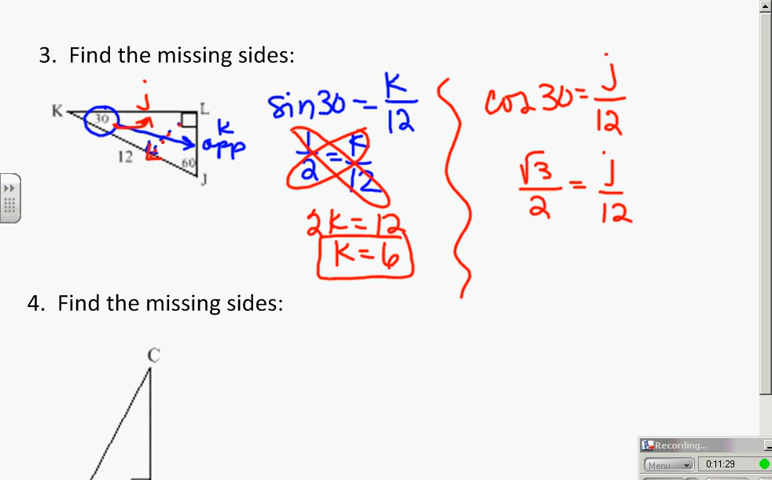 3. Find the missing sides:
j
K
30
L
k
opp
12
60
J
sin30 = k/12
1/2 = k/12
2k = 12
k = 6
cos30 = j/12
√3/2 = j/12
4. Find the missing sides:
C
Recording...
Menu
0:11:29